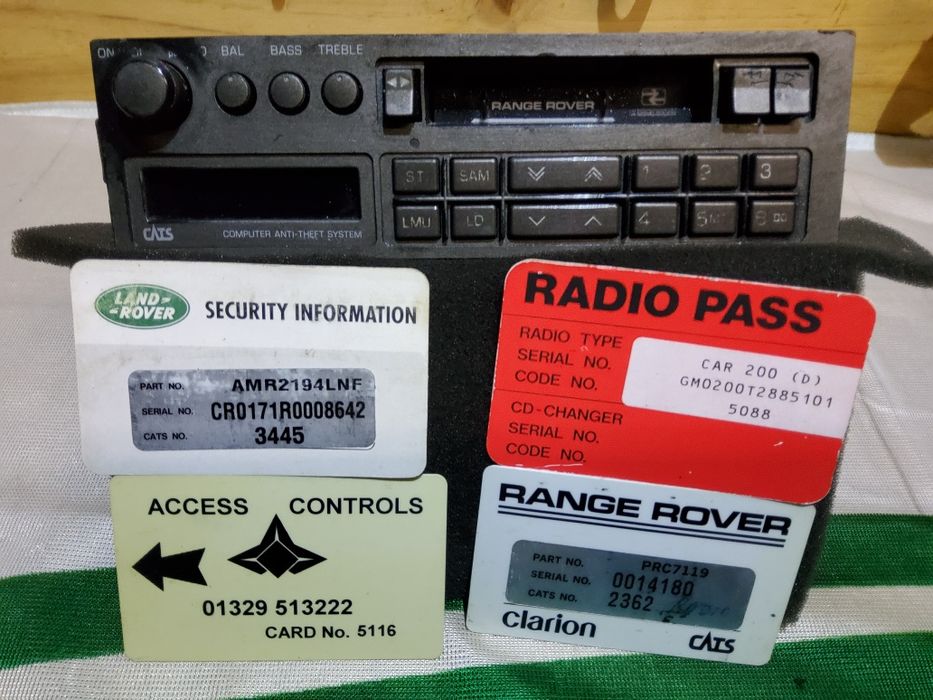 ON BAL BASS TREBLE
RANGE ROVER
ST SAM 1 2 3
LMU LD 4 5 6
CATS COMPUTER ANTI-THEFT SYSTEM
LAND-
-ROVER
SECURITY INFORMATION
PART NO. AMR2194LNF
SERIAL NO. CR0171R0008642
CATS NO. 3445
RADIO PASS
RADIO TYPE CAR 200 (D)
SERIAL NO. GM0200T2885101
CODE NO. 5088
CD-CHANGER
SERIAL NO.
CODE NO.
ACCESS CONTROLS
01329 513222
CARD No. 5116
RANGE ROVER
PART NO. PRC7119
SERIAL NO. 0014180
CATS NO. 2362
clarion CATS